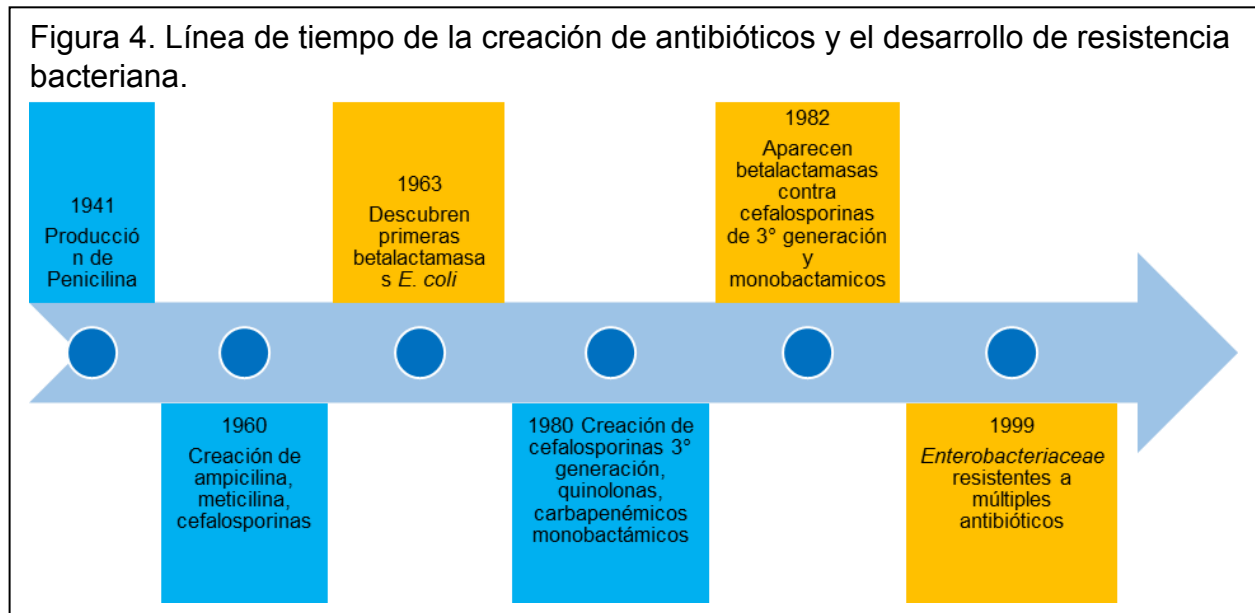 Figura 4. Línea de tiempo de la creación de antibióticos y el desarrollo de resistencia
bacteriana.
1941
Producció
n de
Penicilina
1960
Creación de
ampicilina,
meticilina,
cefalosporinas
1963
Descubren
primeras
betalactamasa
s E. coli
1980 Creación de
cefalosporinas 3°
generación,
quinolonas,
carbapenémicos
monobactámicos
1982
Aparecen
betalactamasas
contra
cefalosporinas
de 3° generación
y
monobactamicos
1999
Enterobacteriaceae
resistentes a
múltiples
antibióticos